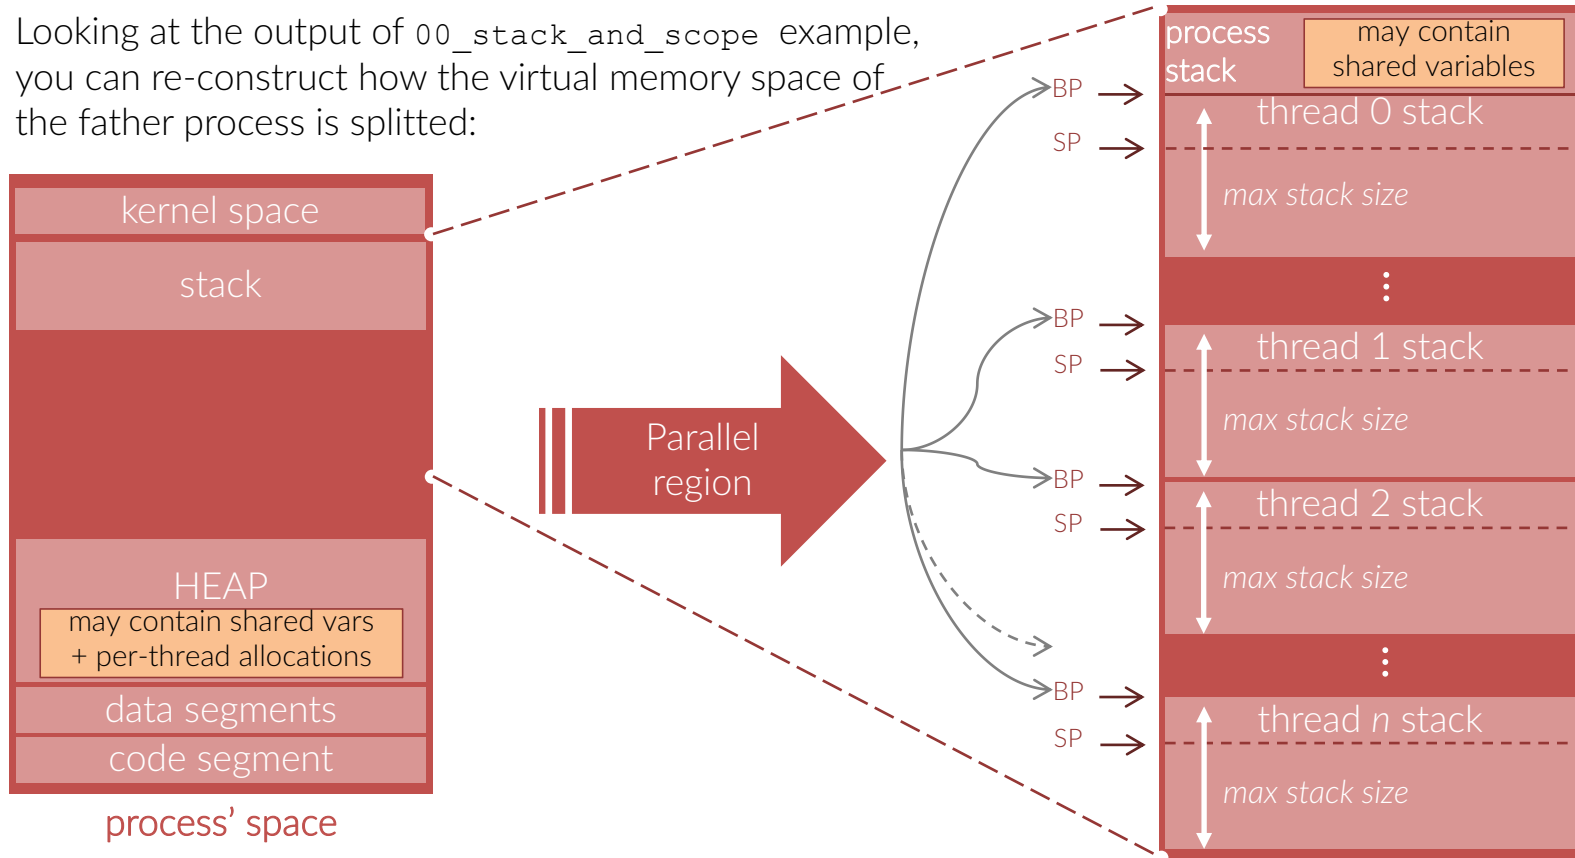 Looking at the output of 00_stack_and_scope example,
you can re-construct how the virtual memory space of
the father process is splitted:
kernel space
stack
HEAP
may contain shared vars
+ per-thread allocations
data segments
code segment
process’ space
Parallel
region
BP
SP
BP
SP
BP
SP
BP
SP
process
stack
may contain
shared variables
thread 0 stack
max stack size
⋮
thread 1 stack
max stack size
thread 2 stack
max stack size
⋮
thread n stack
max stack size